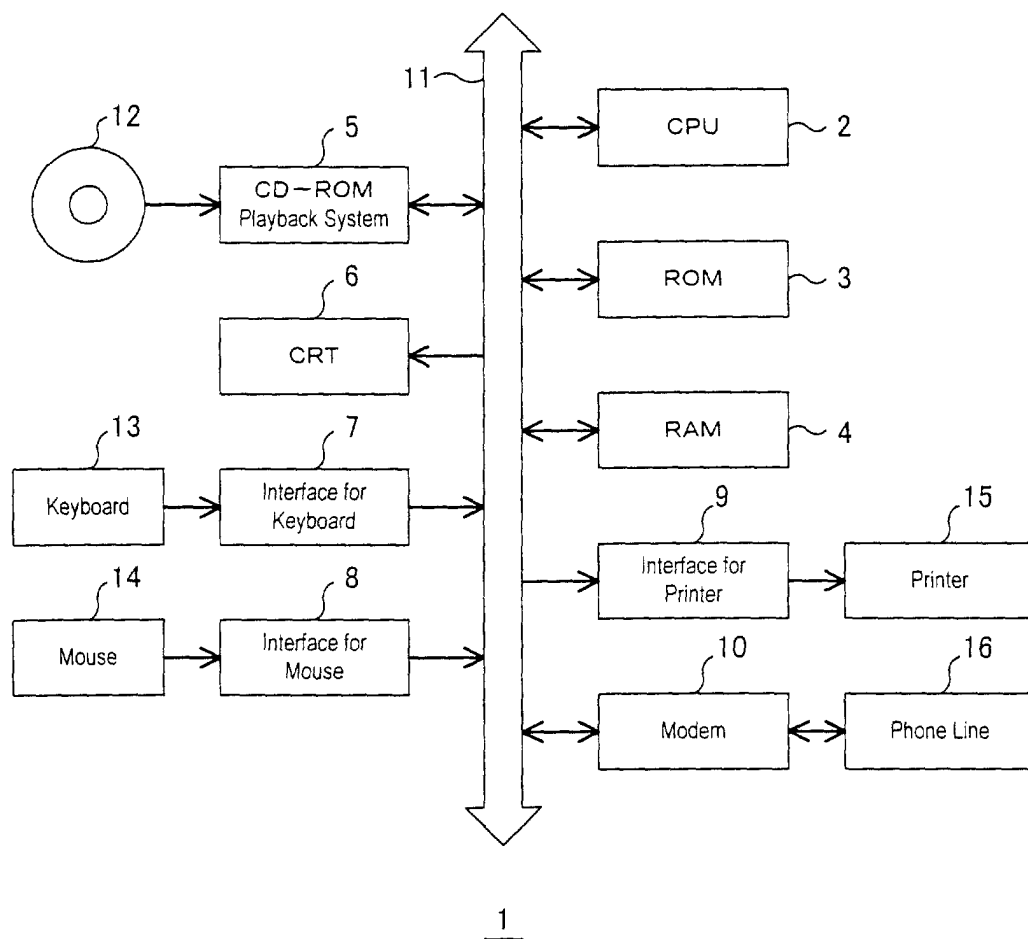 11
12
5
CPU
2
CD-ROM
Playback System
6
ROM
3
CRT
RAM
4
13
7
Keyboard
Interface for
Keyboard
9
15
Interface for
Printer
Printer
14
8
Mouse
Interface for
Mouse
10
16
Modem
Phone Line
1